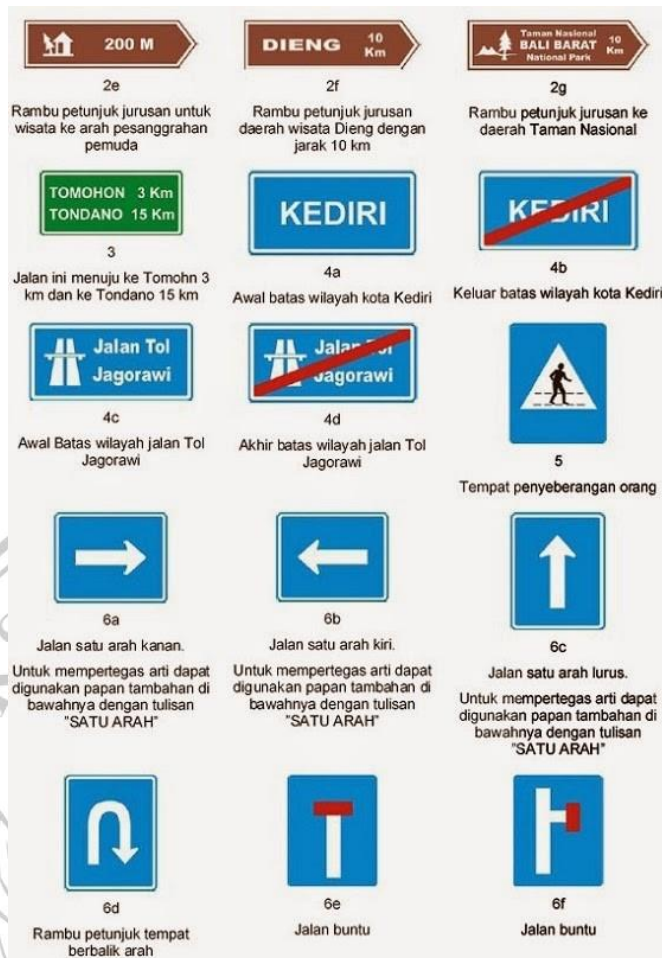 200 M
2e
Rambu petunjuk jurusan untuk
wisata ke arah pesanggrahan
pemuda
DIENG 10
Km
2f
Rambu petunjuk jurusan
daerah wisata Dieng dengan
jarak 10 km
Taman Nasional
BALI BARAT 10
National Park Km
2g
Rambu petunjuk jurusan ke
daerah Taman Nasional
TOMOHON 3 Km
TONDANO 15 Km
3
Jalan ini menuju ke Tomohn 3
km dan ke Tondano 15 km
KEDIRI
4a
Awal batas wilayah kota Kediri
KEDIRI
4b
Keluar batas wilayah kota Kediri
Jalan Tol
Jagorawi
4c
Awal Batas wilayah jalan Tol
Jagorawi
Jalan Tol
Jagorawi
4d
Akhir batas wilayah jalan Tol
Jagorawi
5
Tempat penyeberangan orang
6a
Jalan satu arah kanan.
Untuk mempertegas arti dapat
digunakan papan tambahan di
bawahnya dengan tulisan
"SATU ARAH"
6b
Jalan satu arah kiri.
Untuk mempertegas arti dapat
digunakan papan tambahan di
bawahnya dengan tulisan
"SATU ARAH"
6c
Jalan satu arah lurus.
Untuk mempertegas arti dapat
digunakan papan tambahan di
bawahnya dengan tulisan
"SATU ARAH"
6d
Rambu petunjuk tempat
berbalik arah
6e
Jalan buntu
6f
Jalan buntu